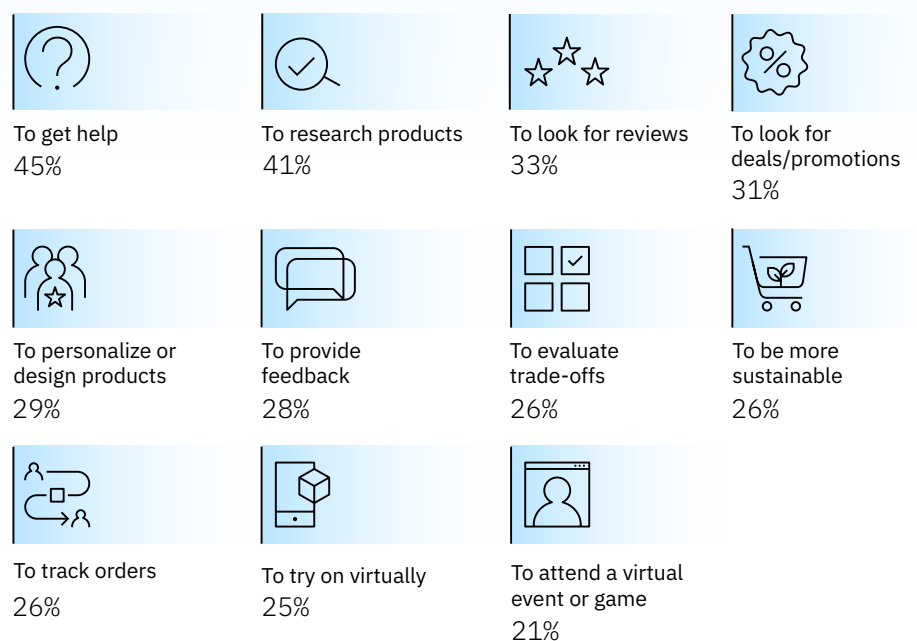 To get help
45%
To research products
41%
To look for reviews
33%
To look for
deals/promotions
31%
To personalize or
design products
29%
To provide
feedback
28%
To evaluate
trade-offs
26%
To be more
sustainable
26%
To track orders
26%
To try on virtually
25%
To attend a virtual
event or game
21%